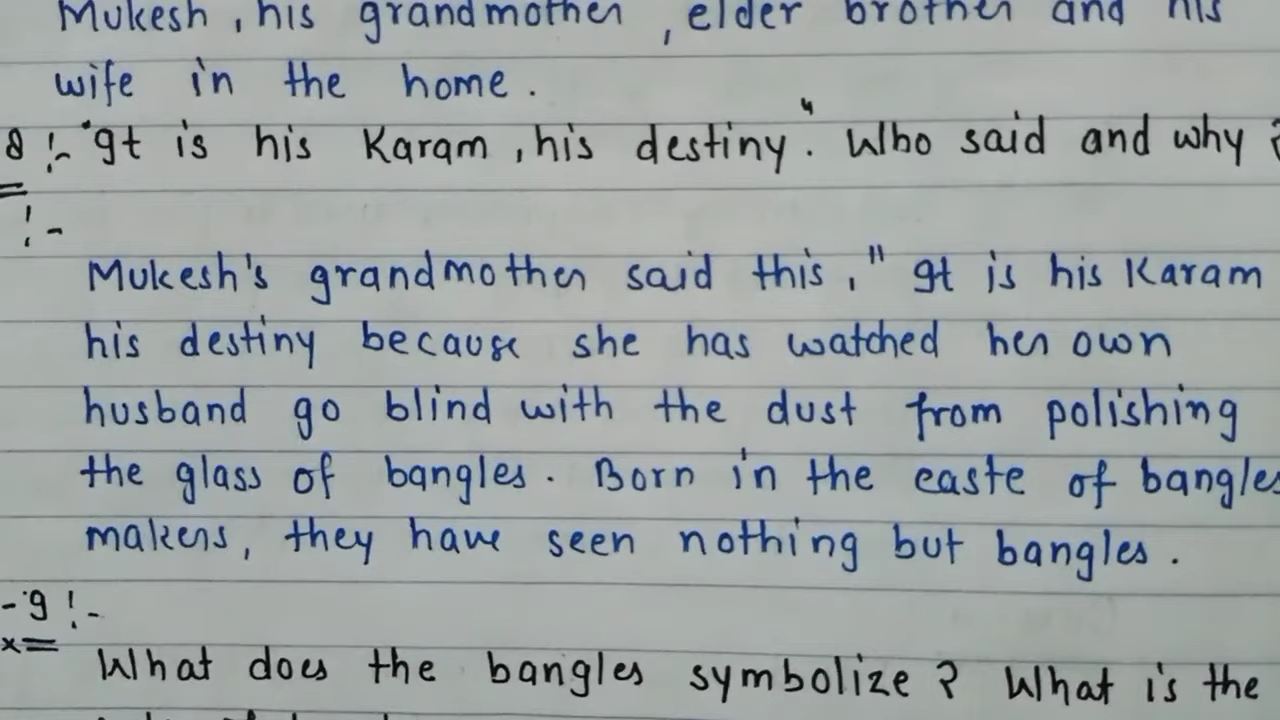 Mukesh, his grandmother, elder brother and his
wife in the home.
8 :- "It is his Karam, his destiny". Who said and why?
:-
Mukesh's grandmother said this, "It is his Karam
his destiny because she has watched her own
husband go blind with the dust from polishing
the glass of bangles. Born in the caste of bangles
makers, they have seen nothing but bangles.
-9 :-
What does the bangles symbolize? What is the